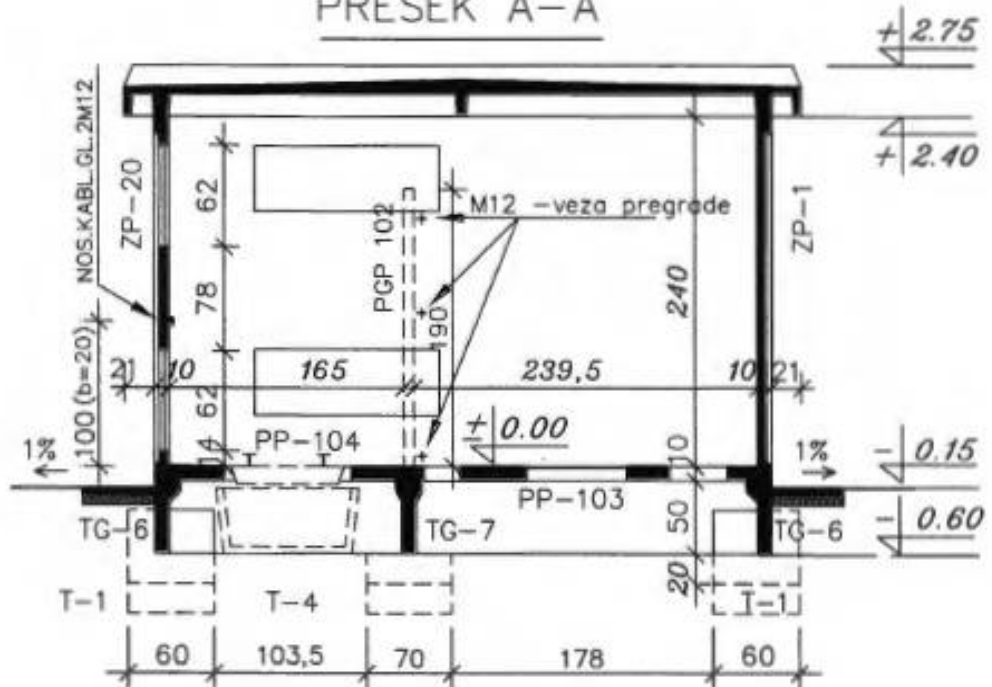 PRESEK A-A
+ 2.75
+ 2.40
NOS.KABL.GL.2M12
ZP-20
ZP-1
62
78
62
14
PGP 102
M12 -veza pregrade
190
240
100 (b=20)
21
10
165
239,5
10
21
PP-104
± 0.00
10
1%
1%
- 0.15
PP-103
50
TG-6
TG-7
TG-6
- 0.60
20
T-1
T-4
T-1
60
103,5
70
178
60